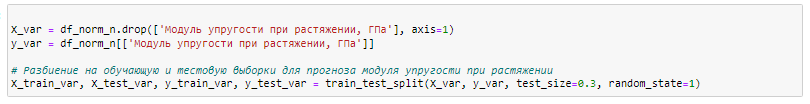 X_var = df_norm_n.drop(['Модуль упругости при растяжении, ГПа'], axis=1)
y_var = df_norm_n[['Модуль упругости при растяжении, ГПа']]
# Разбиение на обучающую и тестовую выборки для прогноза модуля упругости при растяжении
X_train_var, X_test_var, y_train_var, y_test_var = train_test_split(X_var, y_var, test_size=0.3, random_state=1)